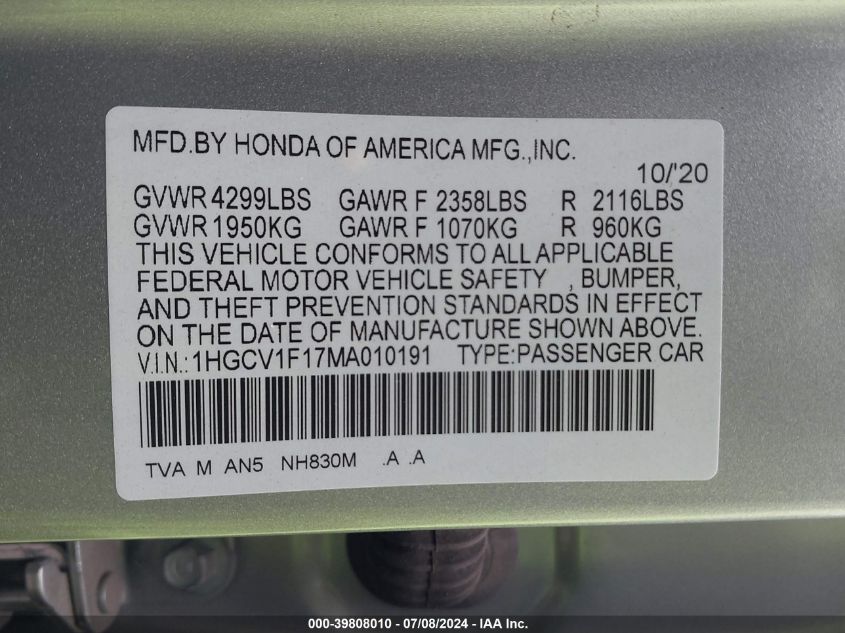 MFD.BY HONDA OF AMERICA MFG.,INC.
10/'20
GVWR 4299LBS GAWR F 2358LBS R 2116LBS
GVWR 1950KG GAWR F 1070KG R 960KG
THIS VEHICLE CONFORMS TO ALL APPLICABLE
FEDERAL MOTOR VEHICLE SAFETY , BUMPER,
AND THEFT PREVENTION STANDARDS IN EFFECT
ON THE DATE OF MANUFACTURE SHOWN ABOVE.
V.I.N.:1HGCV1F17MA010191 TYPE:PASSENGER CAR
TVA M AN5 NH830M .A .A
000-39808010 - 07/08/2024 - IAA Inc.